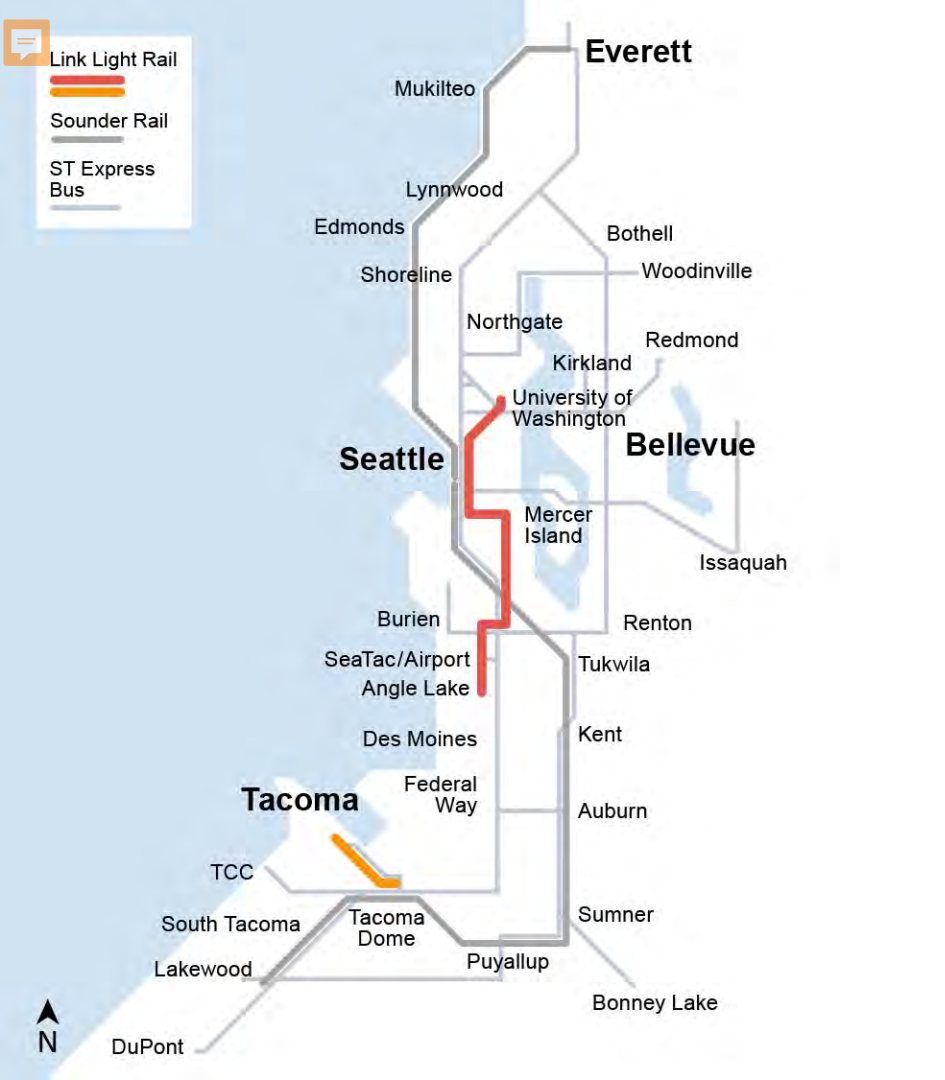 Link Light Rail
Sounder Rail
ST Express
Bus
Everett
Mukilteo
Lynnwood
Edmonds
Bothell
Shoreline
Woodinville
Northgate
Redmond
Kirkland
University of
Washington
Seattle
Bellevue
Mercer
Island
Issaquah
Burien
Renton
SeaTac/Airport
Tukwila
Angle Lake
Des Moines
Kent
Federal
Way
Tacoma
Auburn
TCC
South Tacoma
Tacoma
Dome
Sumner
Lakewood
Puyallup
Bonney Lake
N
DuPont